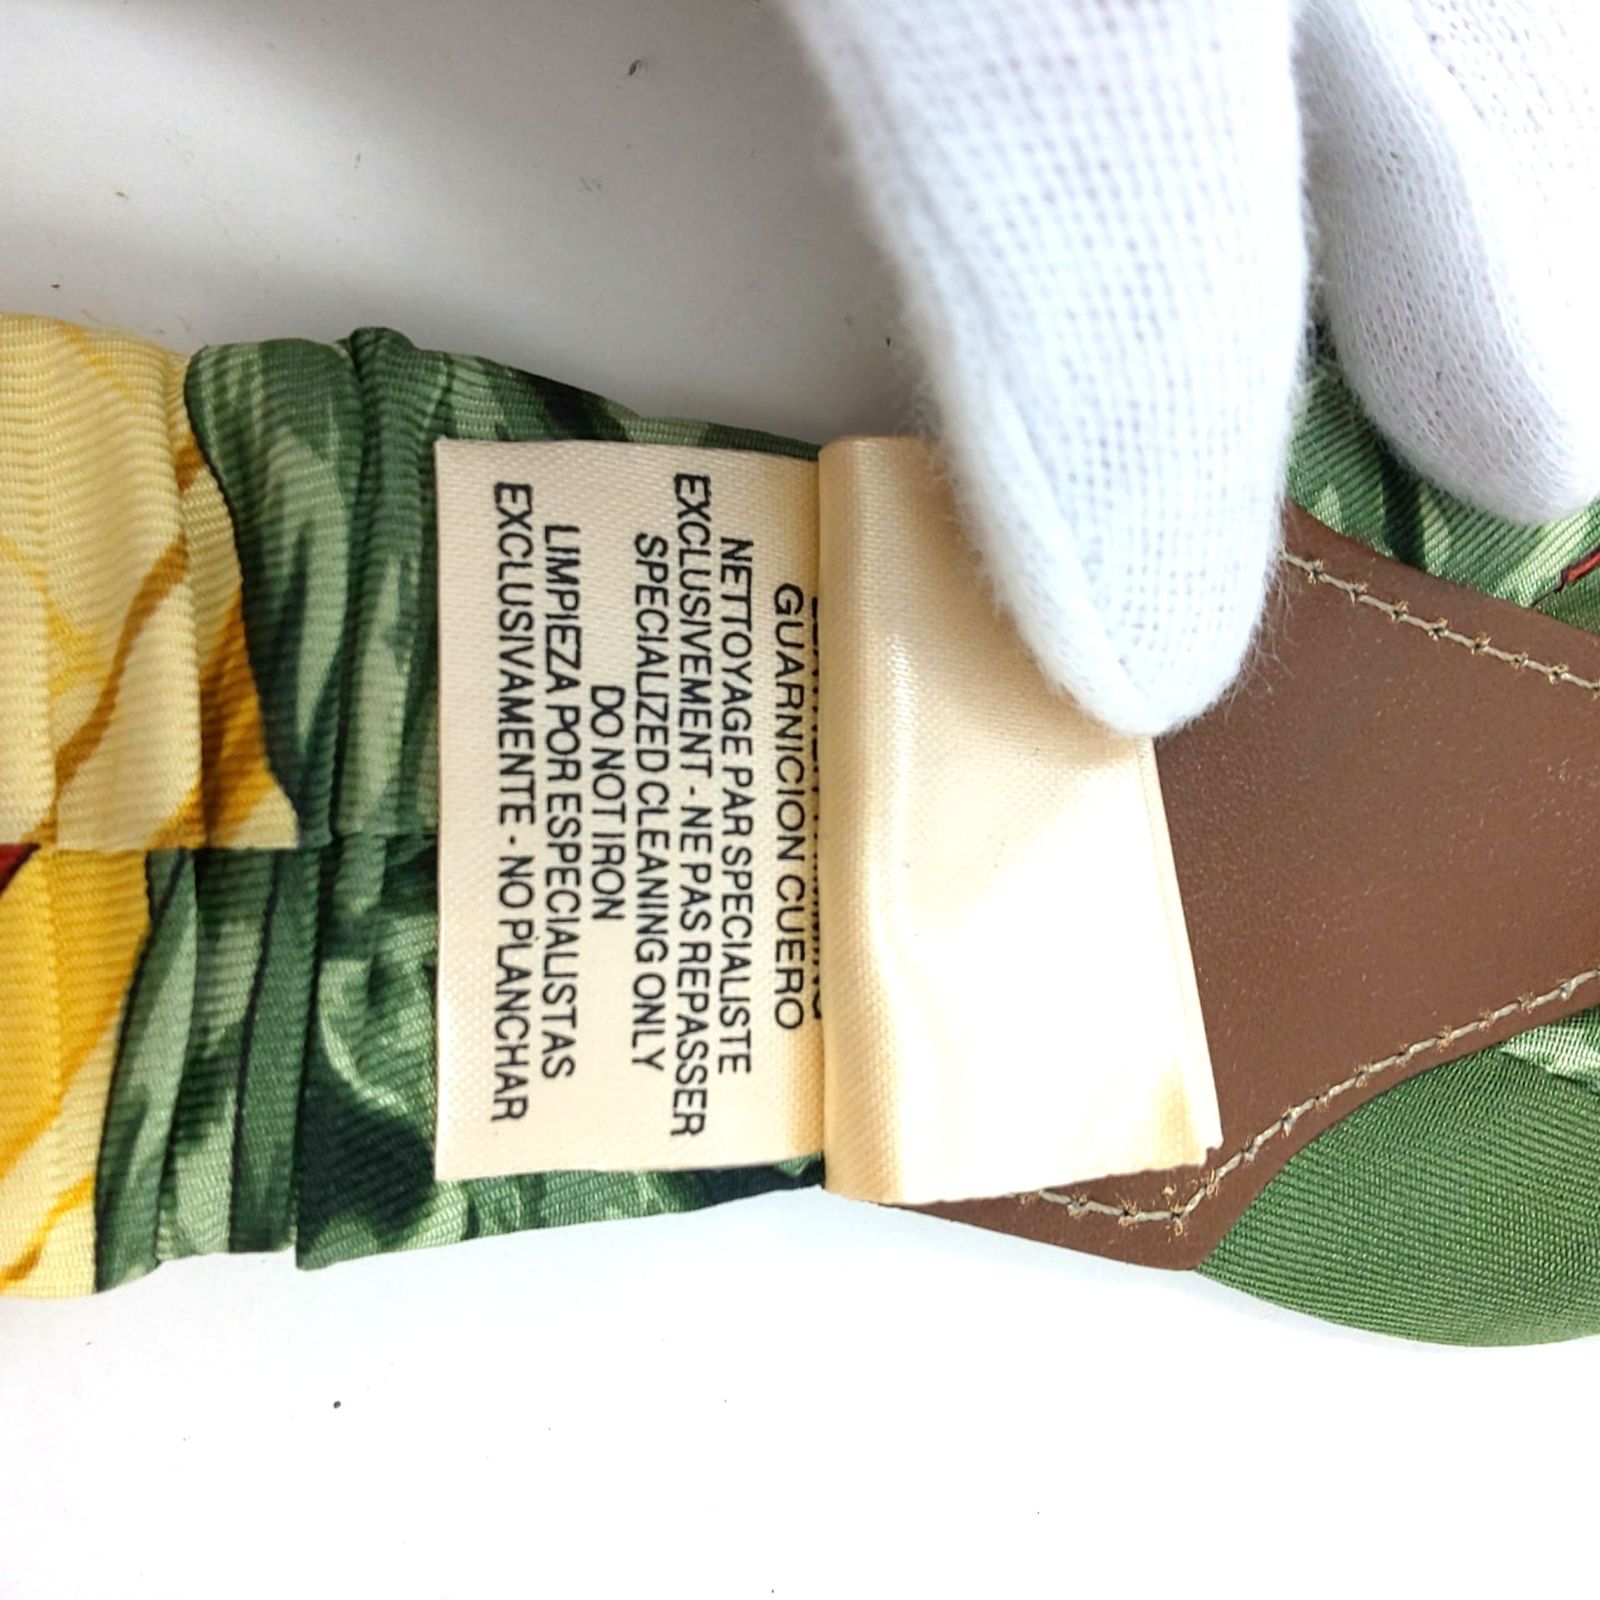 GUARNICION CUERO
NETTOYAGE PAR SPECIALISTE
EXCLUSIVEMENT - NE PAS REPASSER
SPECIALIZED CLEANING ONLY
DO NOT IRON
LIMPIEZA POR ESPECIALISTAS
EXCLUSIVAMENTE - NO PLANCHAR